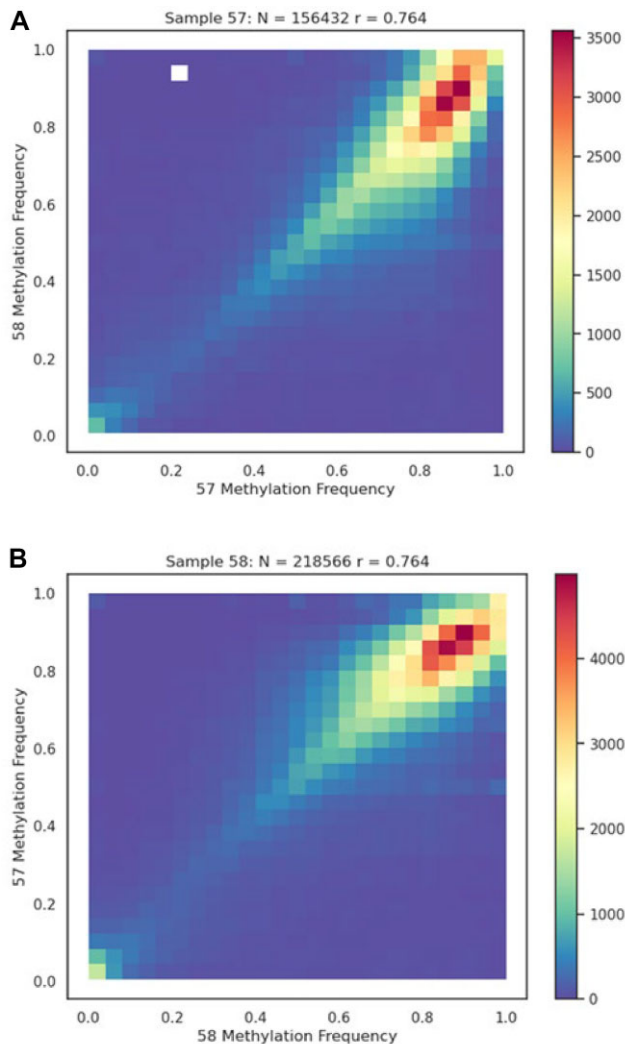 A
Sample 57: N = 156432 r = 0.764
1.0
0.8
0.6
0.4
0.2
0.0
58 Methylation Frequency
0.0 0.2 0.4 0.6 0.8 1.0
57 Methylation Frequency
3500
3000
2500
2000
1500
1000
500
0
B
Sample 58: N = 218566 r = 0.764
1.0
0.8
0.6
0.4
0.2
0.0
57 Methylation Frequency
0.0 0.2 0.4 0.6 0.8 1.0
58 Methylation Frequency
4000
3000
2000
1000
0